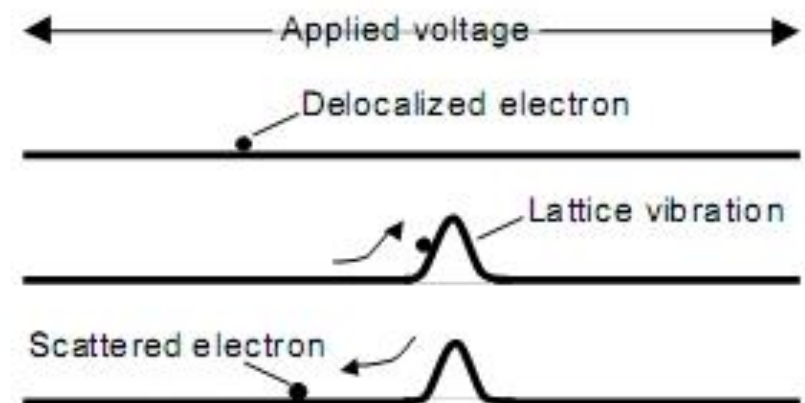 Applied voltage
Delocalized electron
Lattice vibration
Scattered electron